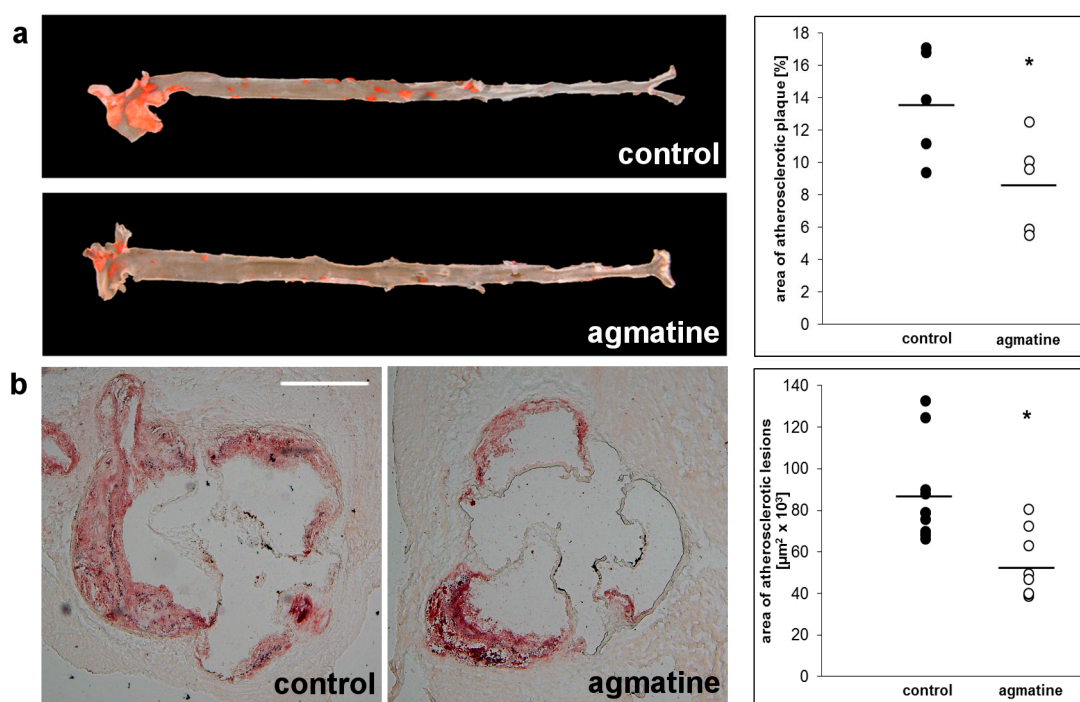 a
control
agmatine
area of atherosclerotic plaque [%]
18
16
14
12
10
8
6
4
2
0
*
control
agmatine
b
control
agmatine
area of atherosclerotic lesions
[µm² x 10³]
140
120
100
80
60
40
20
0
*
control
agmatine